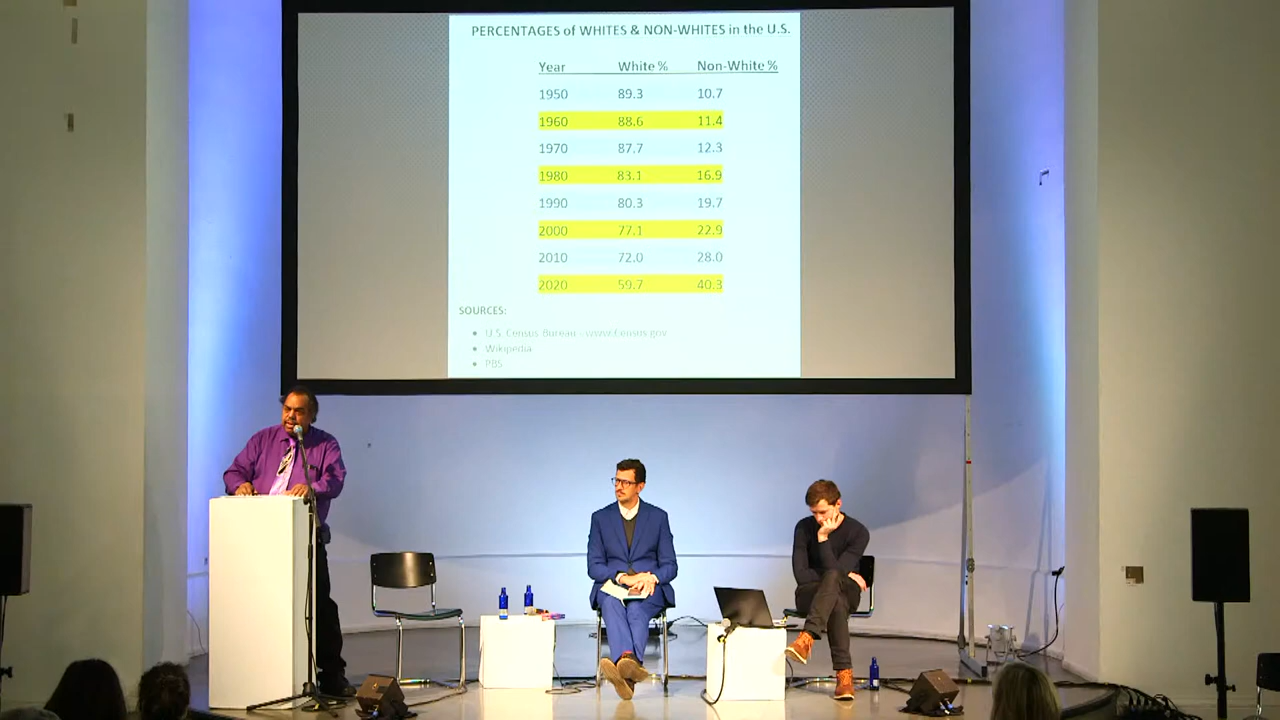 PERCENTAGES of WHITES & NON-WHITES in the U.S.
Year White % Non-White %
1950 89.3 10.7
1960 88.6 11.4
1970 87.7 12.3
1980 83.1 16.9
1990 80.3 19.7
2000 77.1 22.9
2010 72.0 28.0
2020 59.7 40.3
SOURCES:
• U.S. Census Bureau - www.Census.gov
• Wikipedia
• PBS